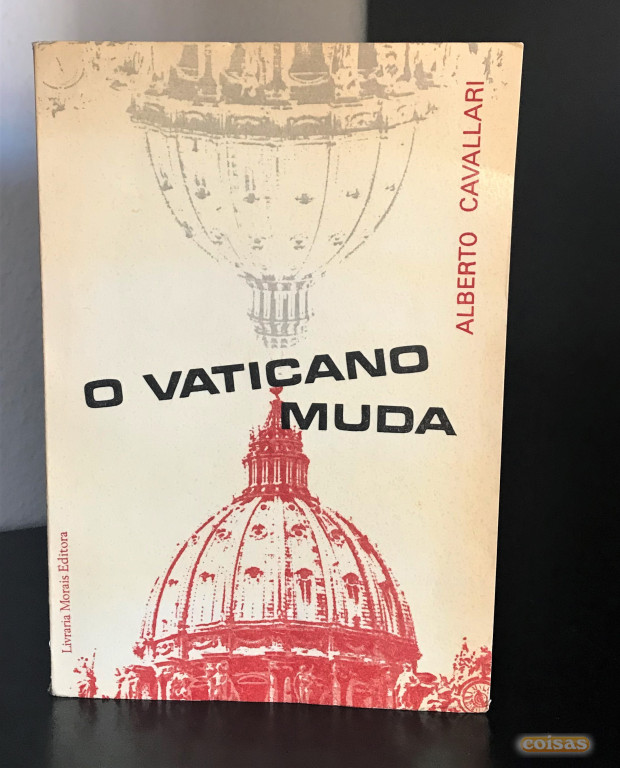 ALBERTO CAVALLARI
O VATICANO
MUDA
Livraria Morais Editora
coisas